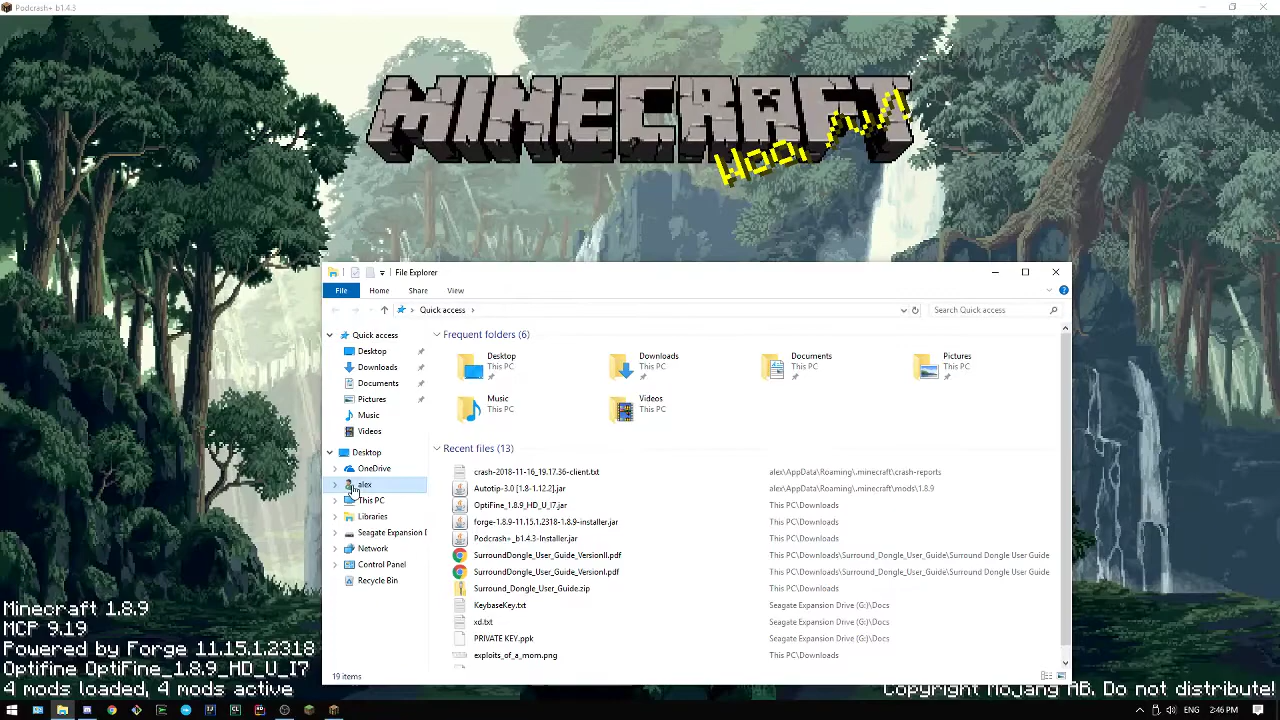 Podcrash+ b1.4.3
MINECRAFT
File Explorer
File
Home
Share
View
Quick access
Search Quick access
Quick access
Desktop
Downloads
Documents
Pictures
Music
Videos
Desktop
OneDrive
alex
This PC
Libraries
Seagate Expansion D
Network
Control Panel
Recycle Bin
Frequent folders (6)
Desktop
This PC
Downloads
This PC
Documents
This PC
Pictures
This PC
Music
This PC
Videos
This PC
Recent files (13)
crash-2018-11-16_19.17.36-client.txt alex\AppData\Roaming\.minecraft\crash-reports
Autotip-3.0 [1.8-1.12.2].jar alex\AppData\Roaming\.minecraft\mods\1.8.9
OptiFine_1.8.9_HD_U_I7.jar This PC\Downloads
forge-1.8.9-11.15.1.2318-1.8.9-installer.jar This PC\Downloads
Podcrash+_b1.4.3-Installer.jar This PC\Downloads
SurroundDongle_User_Guide_VersionII.pdf This PC\Downloads\Surround_Dongle_User_Guide\Surround Dongle User Guide
SurroundDongle_User_Guide_VersionI.pdf This PC\Downloads\Surround_Dongle_User_Guide\Surround Dongle User Guide
Surround_Dongle_User_Guide.zip This PC\Downloads
KeybaseKey.txt Seagate Expansion Drive (G:)\Docs
xd.txt Seagate Expansion Drive (G:)\Docs
PRIVATE KEY.ppk Seagate Expansion Drive (G:)\Docs
exploits_of_a_mom.png This PC\Downloads
19 items
Minecraft 1.8.9
Powered by Forge 11.15.1.2318
Optifine OptiFine_1.8.9_HD_U_I7
4 mods loaded, 4 mods active
Copyright Mojang AB. Do not distribute!
ENG
2:46 PM